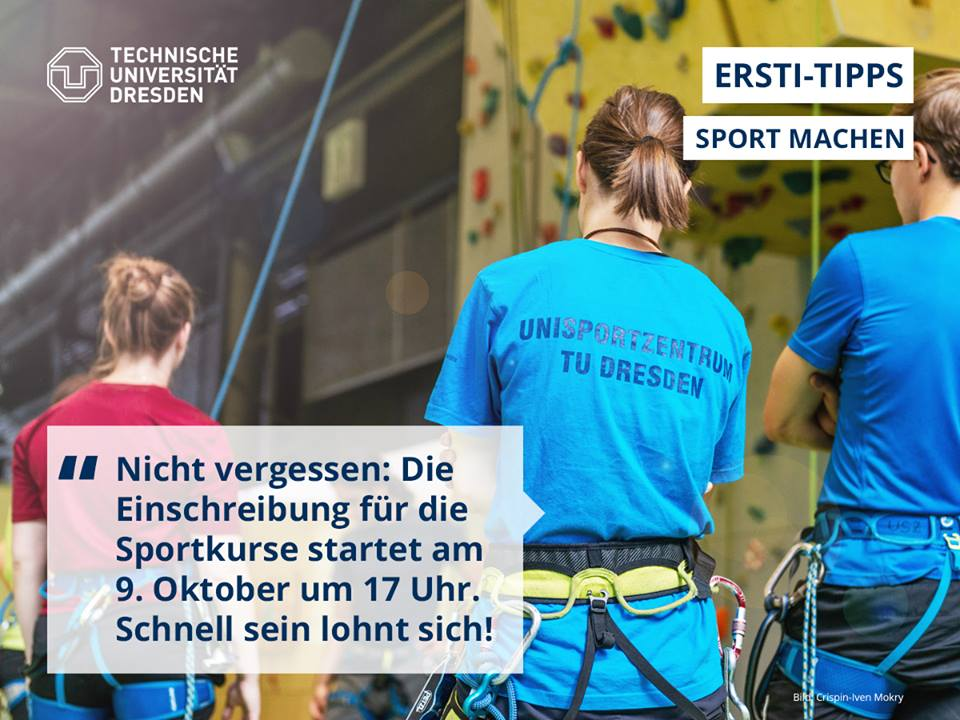 TECHNISCHE
UNIVERSITÄT
DRESDEN
ERSTI-TIPPS
SPORT MACHEN
UNISPORTZENTRUM
TU DRESDEN
USZ
" Nicht vergessen: Die
Einschreibung für die
Sportkurse startet am
9. Oktober um 17 Uhr.
Schnell sein lohnt sich!
Bild: Crispin-Iven Mokry